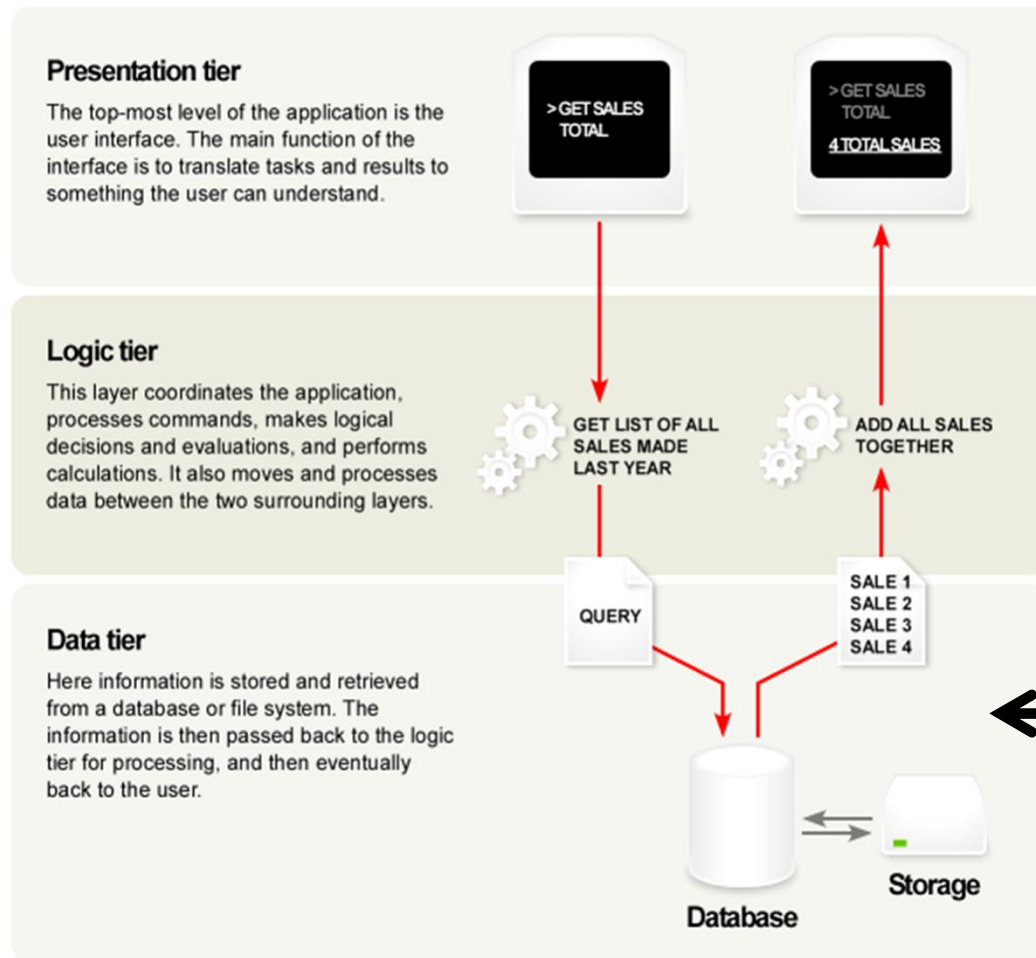 Presentation tier
The top-most level of the application is the
user interface. The main function of the
interface is to translate tasks and results to
something the user can understand.
>GET SALES
TOTAL
>GET SALES
TOTAL
4 TOTAL SALES
Logic tier
This layer coordinates the application,
processes commands, makes logical
decisions and evaluations, and performs
calculations. It also moves and processes
data between the two surrounding layers.
GET LIST OF ALL
SALES MADE
LAST YEAR
ADD ALL SALES
TOGETHER
QUERY
SALE 1
SALE 2
SALE 3
SALE 4
Data tier
Here information is stored and retrieved
from a database or file system. The
information is then passed back to the logic
tier for processing, and then eventually
back to the user.
Database
Storage